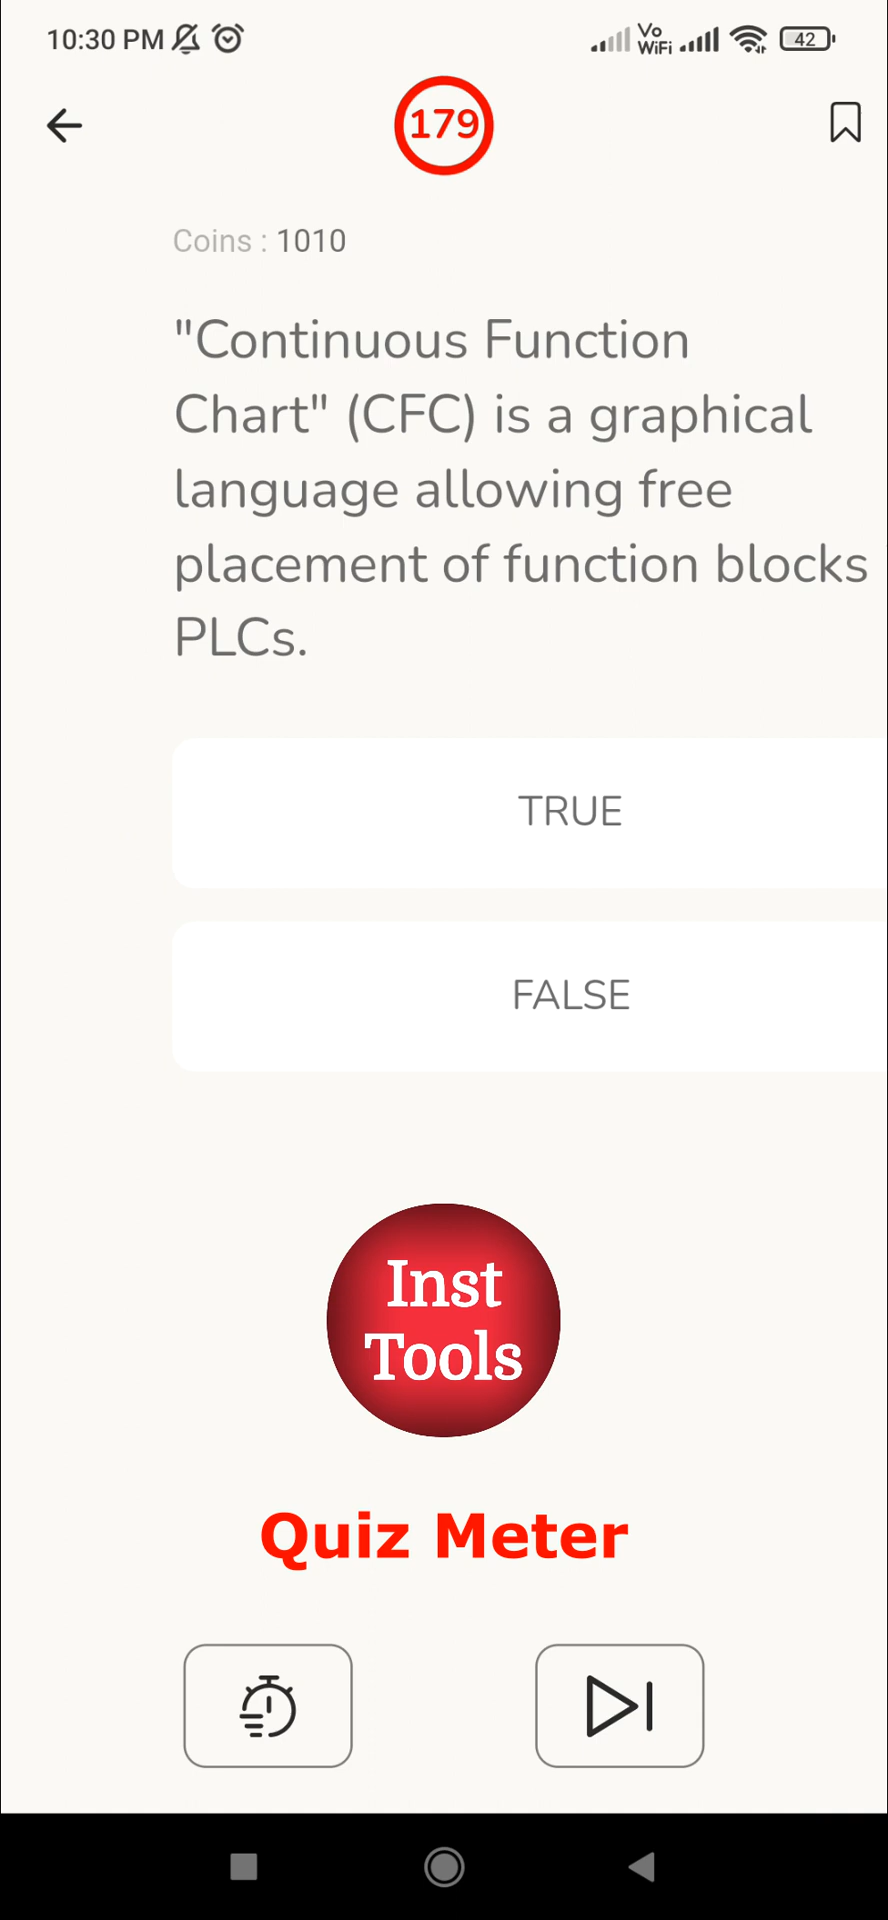 10:30 PM
Vo
WiFi
42
179
Coins : 1010
"Continuous Function
Chart" (CFC) is a graphical
language allowing free
placement of function blocks
PLCs.
TRUE
FALSE
Inst
Tools
Quiz Meter